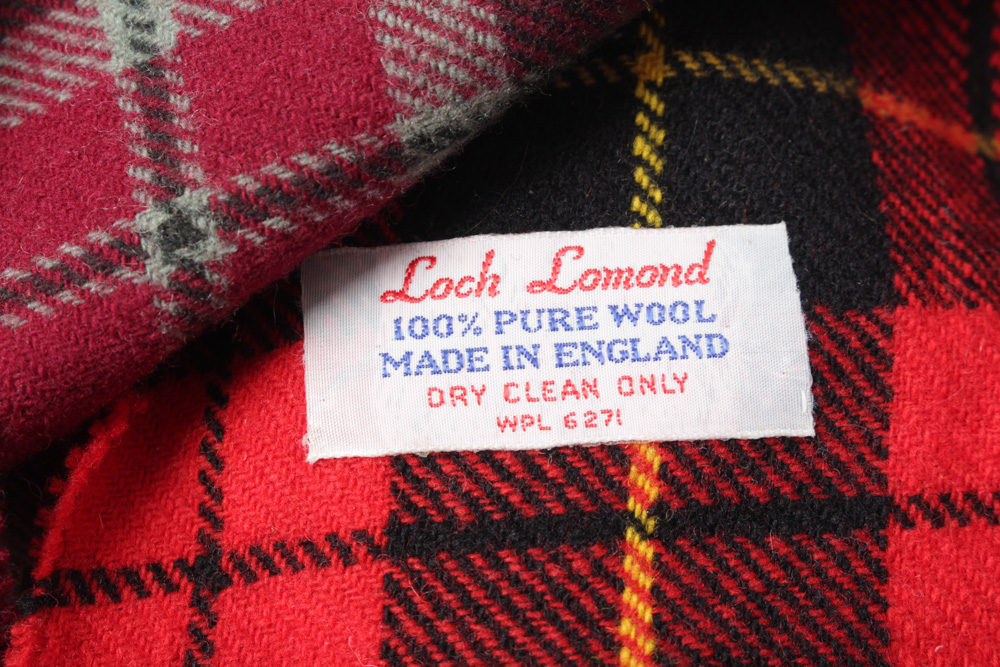 Loch Lomond
100% PURE WOOL
MADE IN ENGLAND
DRY CLEAN ONLY
WPL 6271